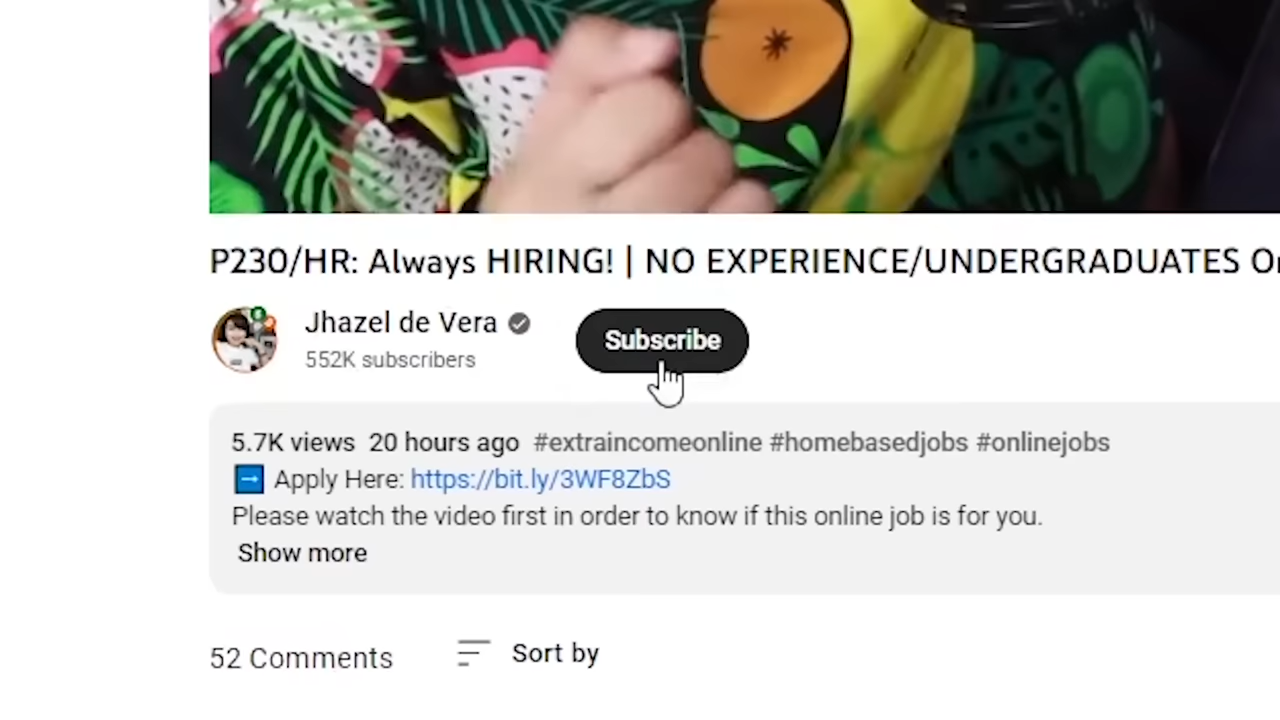 P230/HR: Always HIRING! | NO EXPERIENCE/UNDERGRADUATES
Jhazel de Vera
552K subscribers
Subscribe
5.7K views 20 hours ago #extraincomeonline #homebasedjobs #onlinejobs
Apply Here: https://bit.ly/3WF8ZbS
Please watch the video first in order to know if this online job is for you.
Show more
52 Comments
Sort by